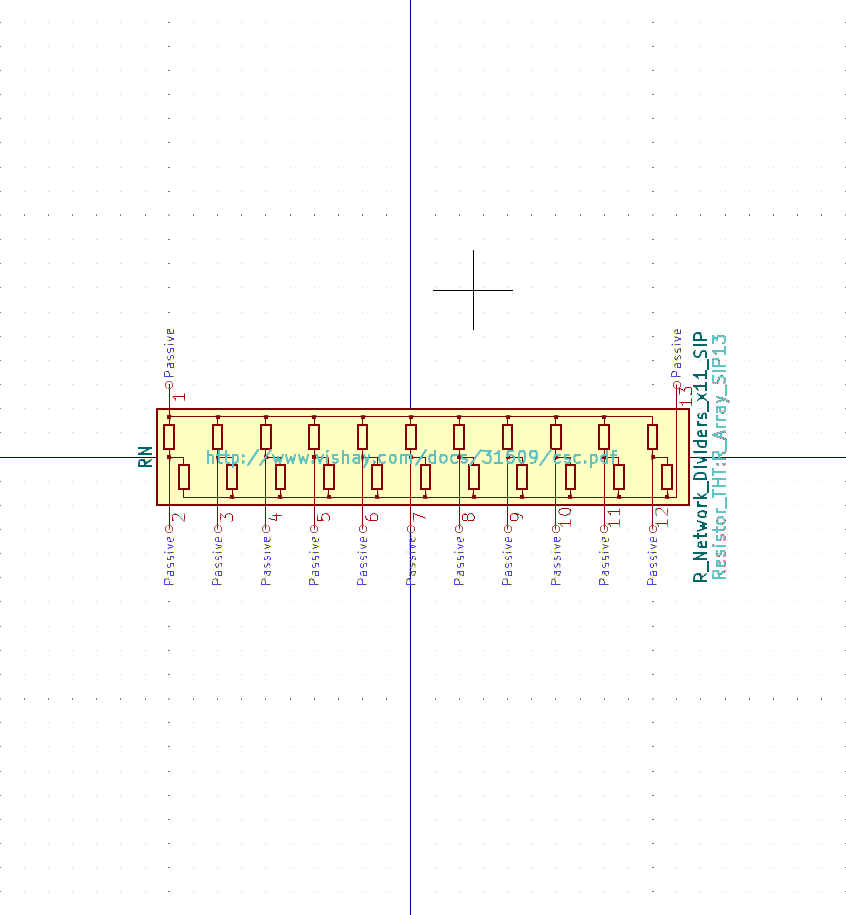 Passive
Passive
1
13
RN
http://www.vishay.com/docs/31509/csc.pdf
R_Network_Dividers_x11_SIP
Resistor_THT:R_Array_SIP13
2
3
4
5
6
7
8
9
10
11
12
Passive
Passive
Passive
Passive
Passive
Passive
Passive
Passive
Passive
Passive
Passive